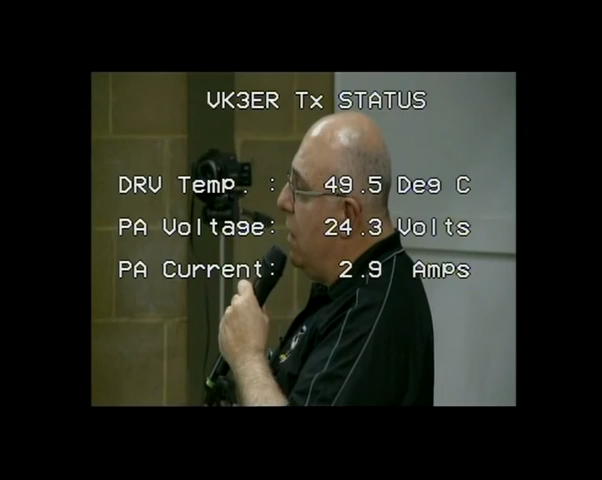 VK3ER Tx STATUS
DRV Temp. : 49.5 Deg C
PA Voltage: 24.3 Volts
PA Current: 2.9 Amps